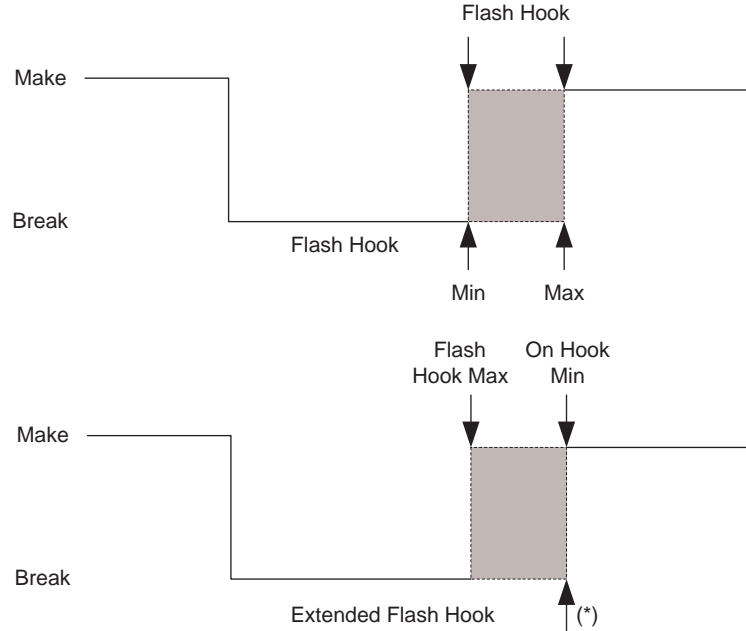 Flash Hook
Make
Break
Flash Hook
Min
Max
Flash
Hook Max
On Hook
Min
Make
Break
Extended Flash Hook
(*)